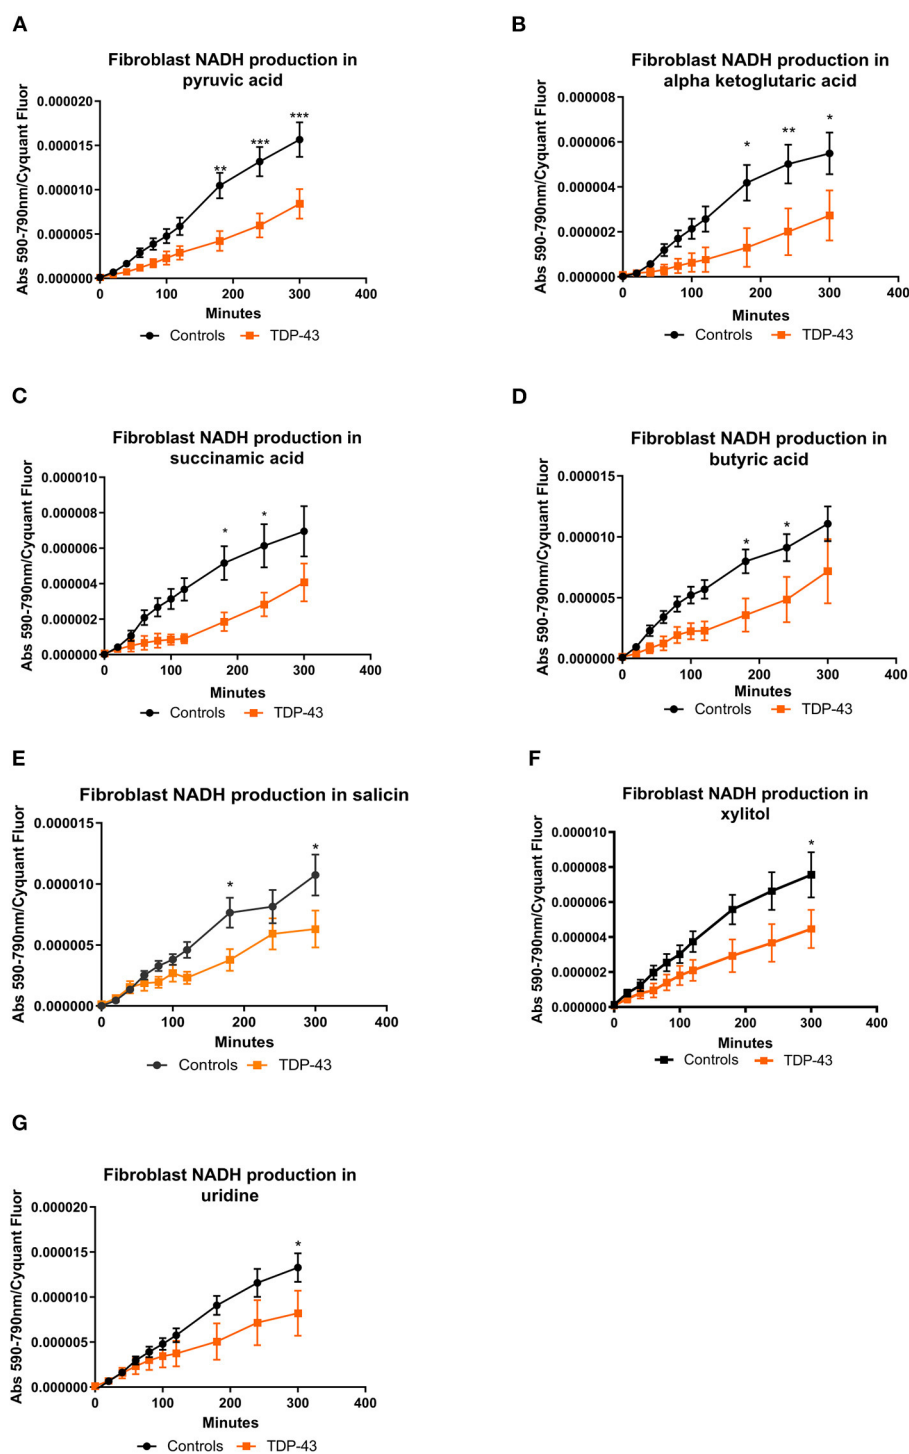 A
Fibroblast NADH production in
pyruvic acid
Abs 590-790nm/Cyquant Fluor
0.000020
0.000015
0.000010
0.000005
0.000000
** *** ***
0 100 200 300 400
Minutes
Controls TDP-43
B
Fibroblast NADH production in
alpha ketoglutaric acid
Abs 590-790nm/Cyquant Fluor
0.000008
0.000006
0.000004
0.000002
0.000000
* ** *
0 100 200 300 400
Minutes
Controls TDP-43
C
Fibroblast NADH production in
succinamic acid
Abs 590-790nm/Cyquant Fluor
0.000010
0.000008
0.000006
0.000004
0.000002
0.000000
* *
0 100 200 300 400
Minutes
Controls TDP-43
D
Fibroblast NADH production in
butyric acid
Abs 590-790nm/Cyquant Fluor
0.000015
0.000010
0.000005
0.000000
* *
0 100 200 300 400
Minutes
Controls TDP-43
E
Fibroblast NADH production in salicin
Abs 590-790nm/Cyquant Fluor
0.000015
0.000010
0.000005
0.000000
* *
0 100 200 300 400
Minutes
Controls TDP-43
F
Fibroblast NADH production in
xylitol
Abs 590-790nm/Cyquant Fluor
0.000010
0.000008
0.000006
0.000004
0.000002
0.000000
*
0 100 200 300 400
Minutes
Controls TDP-43
G
Fibroblast NADH production in
uridine
Abs 590-790nm/Cyquant Fluor
0.000020
0.000015
0.000010
0.000005
0.000000
*
0 100 200 300 400
Minutes
Controls TDP-43